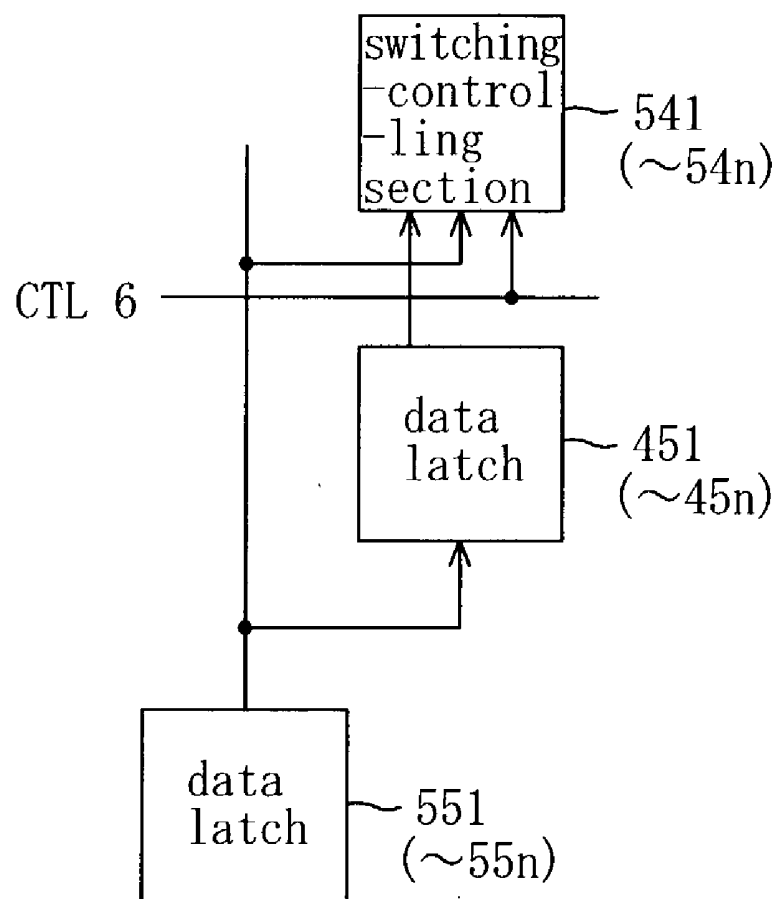 switching
-control
-ling
section
541
(~54n)
CTL 6
data
latch
451
(~45n)
data
latch
551
(~55n)